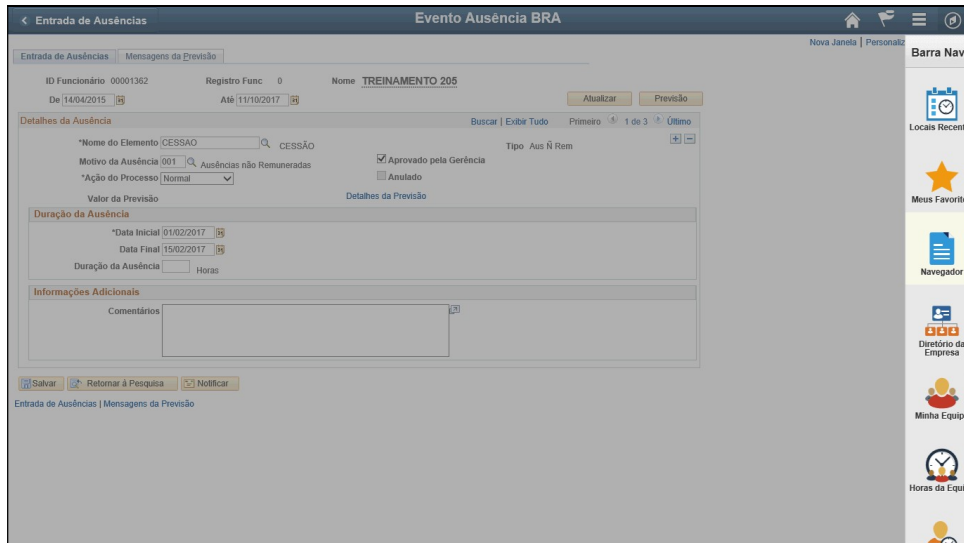 Entrada de Ausências
Evento Ausência BRA
Nova Janela | Personaliz
Barra Nav
Entrada de Ausências Mensagens da Previsão
ID Funcionário 00001362 Registro Func 0 Nome TREINAMENTO 205
De 14/04/2015 Até 11/10/2017 Atualizar Previsão
Detalhes da Ausência Buscar | Exibir Tudo Primeiro 1 de 3 Último
*Nome do Elemento CESSAO CESSÃO Tipo Aus Ñ Rem
Motivo da Ausência 001 Ausências não Remuneradas Aprovado pela Gerência
*Ação do Processo Normal Anulado
Valor da Previsão Detalhes da Previsão
Duração da Ausência
*Data Inicial 01/02/2017
Data Final 15/02/2017
Duração da Ausência Horas
Informações Adicionais
Comentários
Salvar Retornar à Pesquisa Notificar
Entrada de Ausências | Mensagens da Previsão
Locais Recent
Meus Favorito
Navegador
Diretório da
Empresa
Minha Equip
Horas da Equi